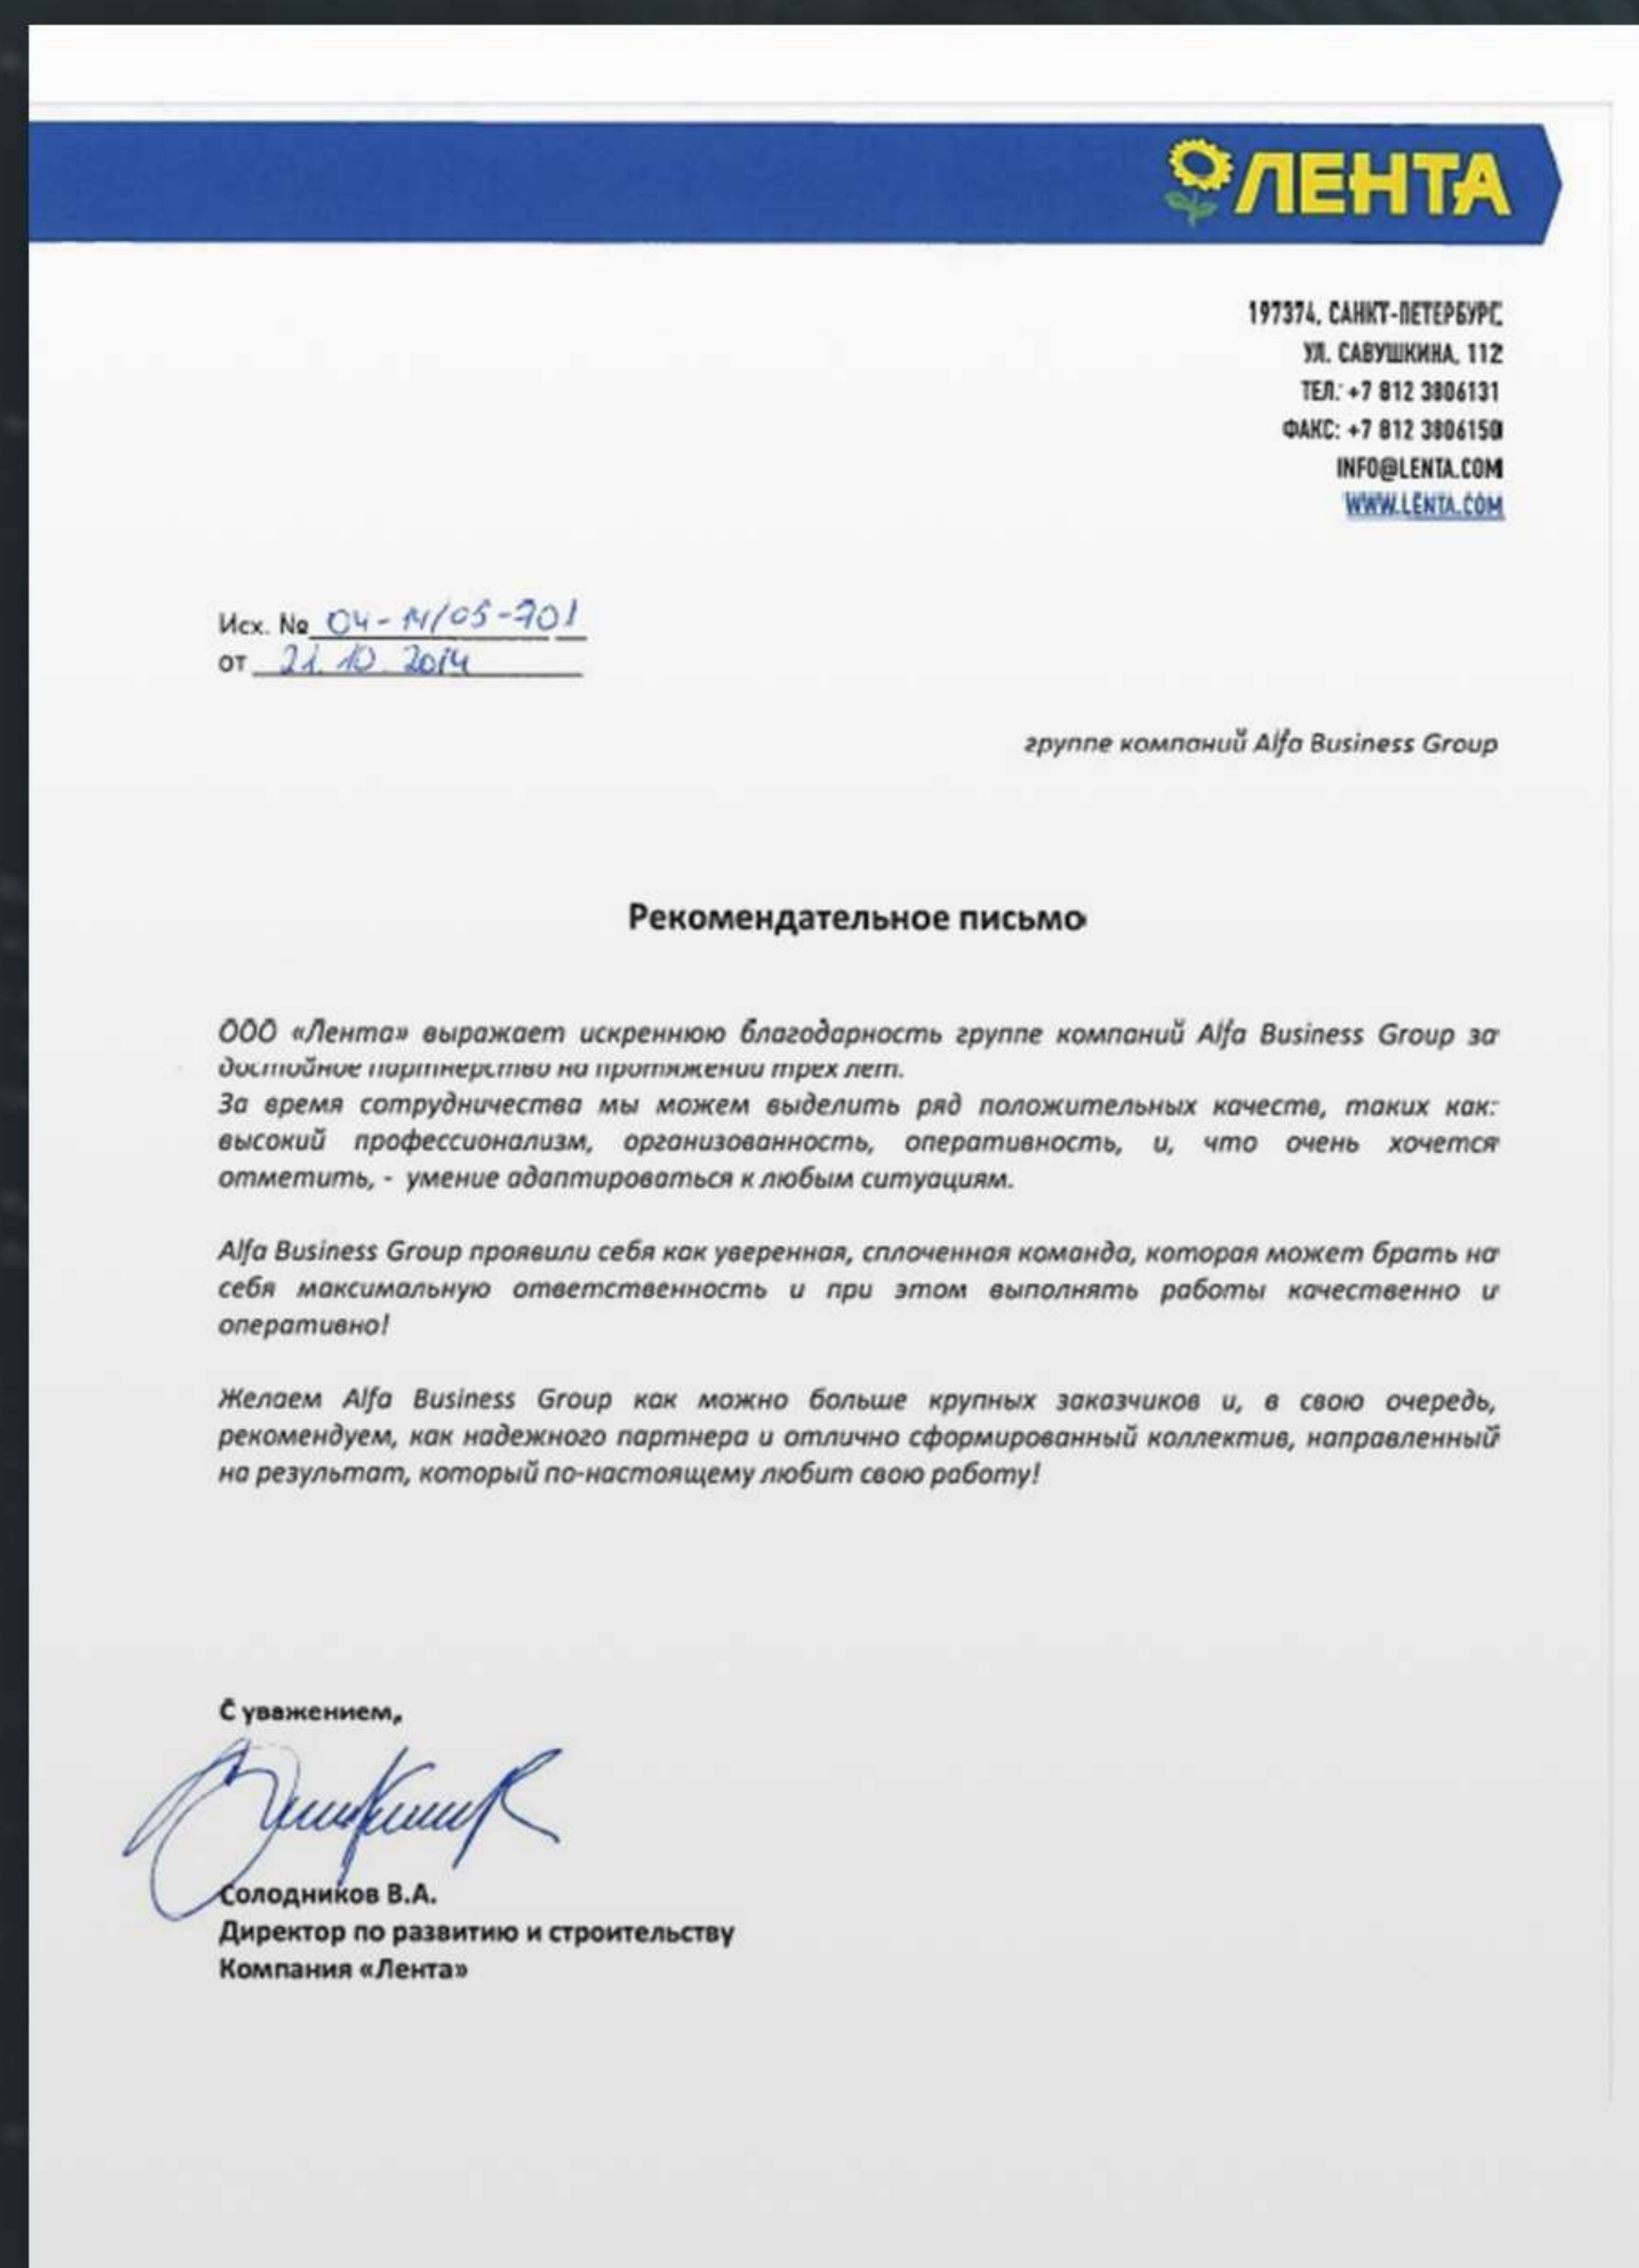 ЛЕНТА
197374, САНКТ-ПЕТЕРБУРГ,
УЛ. САВУШКИНА, 112
ТЕЛ.: +7 812 3806131
ФАКС: +7 812 3806150
INFO@LENTA.COM
WWW.LENTA.COM
Исх. № 04-14/05-701
от 21.10.2014
группе компаний Alfa Business Group
Рекомендательное письмо
ООО «Лента» выражает искреннюю благодарность группе компаний Alfa Business Group за
достойное партнерство на протяжении трех лет.
За время сотрудничества мы можем выделить ряд положительных качеств, таких как:
высокий профессионализм, организованность, оперативность, и, что очень хочется
отметить, - умение адаптироваться к любым ситуациям.
Alfa Business Group проявили себя как уверенная, сплоченная команда, которая может брать на
себя максимальную ответственность и при этом выполнять работы качественно и
оперативно!
Желаем Alfa Business Group как можно больше крупных заказчиков и, в свою очередь,
рекомендуем, как надежного партнера и отлично сформированный коллектив, направленный
на результат, который по-настоящему любит свою работу!
С уважением,
Солодников В.А.
Директор по развитию и строительству
Компания «Лента»